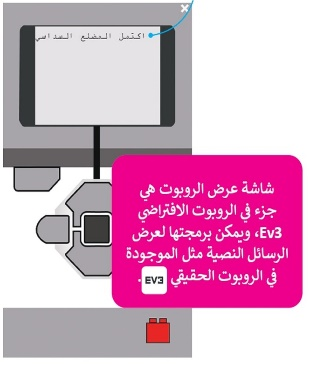 اكتمل المضلع السداسي
شاشة عرض الروبوت هي
جزء في الروبوت الافتراضي
Ev3، ويمكن برمجتها لعرض
الرسائل النصية مثل الموجودة
في الروبوت الحقيقي EV3.